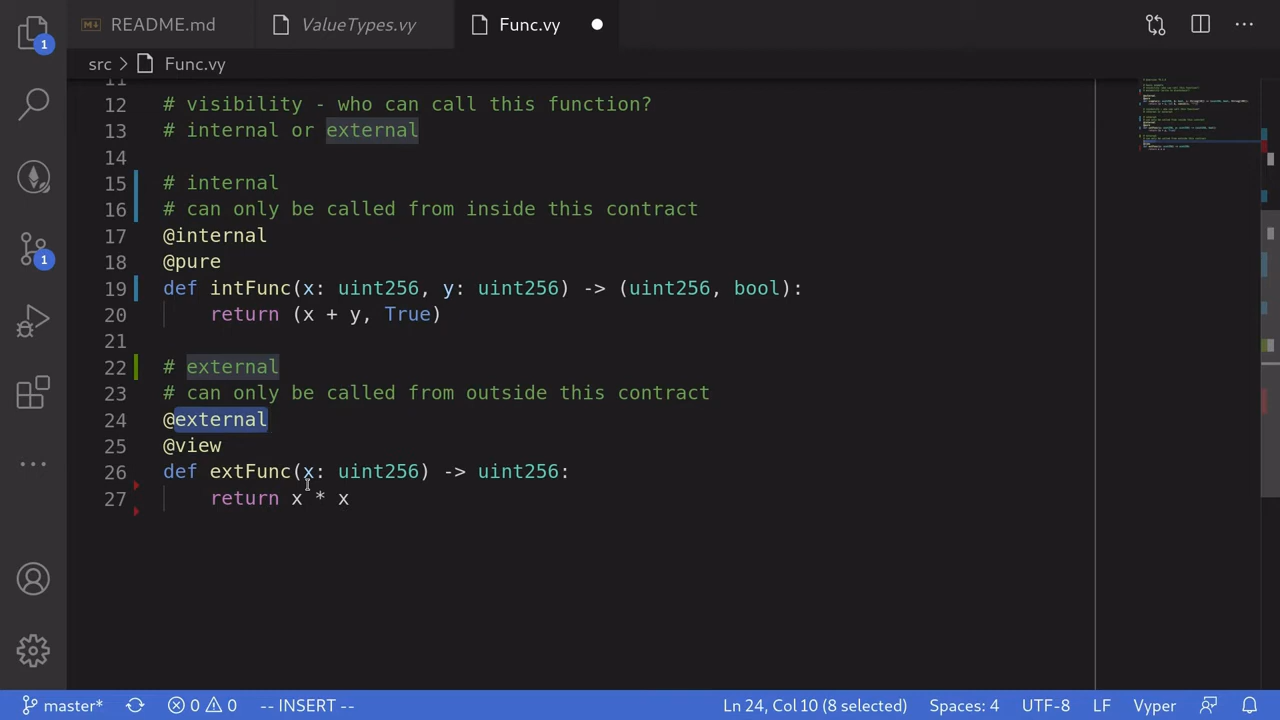 README.md
ValueTypes.vy
Func.vy
src > Func.vy
11
12 # visibility - who can call this function?
13 # internal or external
14
15 # internal
16 # can only be called from inside this contract
17 @internal
18 @pure
19 def intFunc(x: uint256, y: uint256) -> (uint256, bool):
20 return (x + y, True)
21
22 # external
23 # can only be called from outside this contract
24 @external
25 @view
26 def extFunc(x: uint256) -> uint256:
27 return x * x
1
1
master* 0 0 -- INSERT -- Ln 24, Col 10 (8 selected) Spaces: 4 UTF-8 LF Vyper